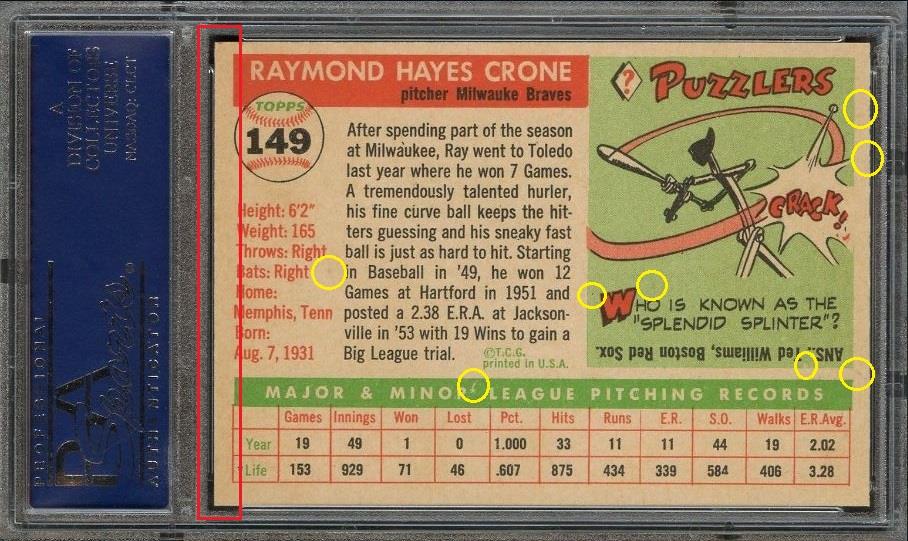 A
DIVISION OF
COLLECTORS
UNIVERSE
NASDAQ: CLCT
PROFESSIONAL
PSA
Sports
AUTHENTICATOR
RAYMOND HAYES CRONE
pitcher Milwauke Braves
TOPPS
149
After spending part of the season
at Milwaukee, Ray went to Toledo
last year where he won 7 Games.
A tremendously talented hurler,
his fine curve ball keeps the hit-
ters guessing and his sneaky fast
ball is just as hard to hit. Starting
in Baseball in '49, he won 12
Games at Hartford in 1951 and
posted a 2.38 E.R.A. at Jackson-
ville in '53 with 19 Wins to gain a
Big League trial.
©T.C.G.
printed in U.S.A.
Height: 6'2"
Weight: 165
Throws: Right
Bats: Right
Home:
Memphis, Tenn
Born:
Aug. 7, 1931
? PUZZLERS
CRACK!
WHO IS KNOWN AS THE
"SPLENDID SPLINTER"?
ANS.: Ted Williams, Boston Red Sox.
MAJOR & MINOR LEAGUE PITCHING RECORDS
Games Innings Won Lost Pct. Hits Runs E.R. S.O. Walks E.R.Avg.
Year 19 49 1 0 1.000 33 11 11 44 19 2.02
Life 153 929 71 46 .607 875 434 339 584 406 3.28